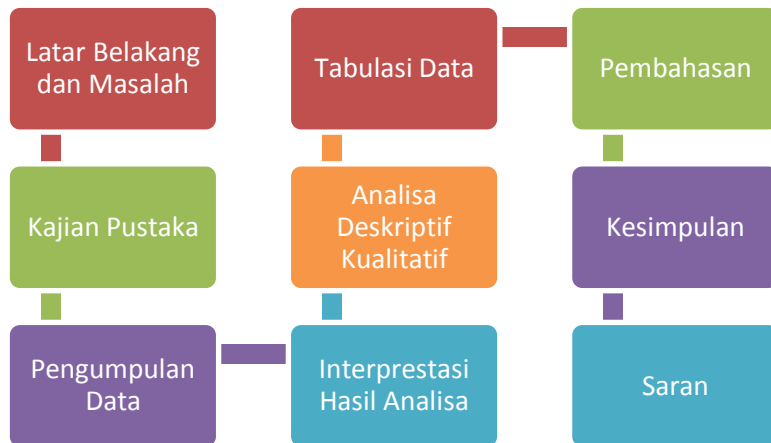 Latar Belakang
dan Masalah
Kajian Pustaka
Pengumpulan
Data
Interprestasi
Hasil Analisa
Analisa
Deskriptif
Kualitatif
Tabulasi Data
Pembahasan
Kesimpulan
Saran